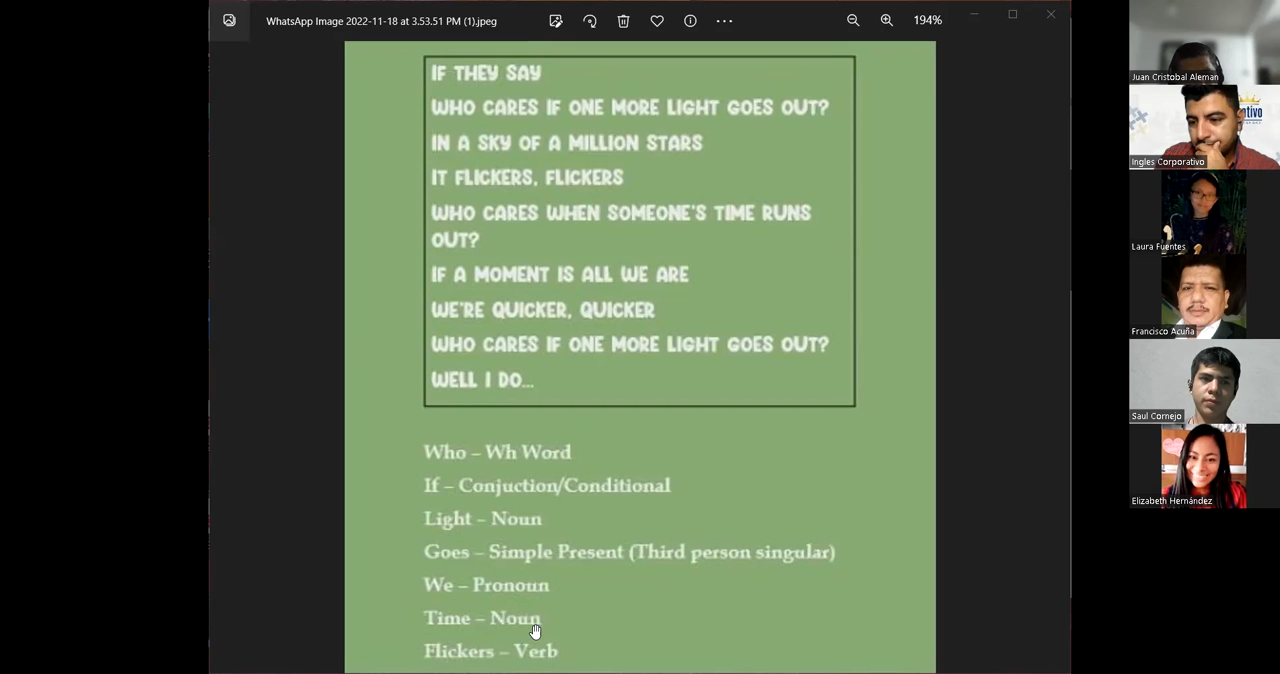 WhatsApp Image 2022-11-18 at 3.53.51 PM (1).jpeg
194%
IF THEY SAY
WHO CARES IF ONE MORE LIGHT GOES OUT?
IN A SKY OF A MILLION STARS
IT FLICKERS, FLICKERS
WHO CARES WHEN SOMEONE'S TIME RUNS
OUT?
IF A MOMENT IS ALL WE ARE
WE'RE QUICKER, QUICKER
WHO CARES IF ONE MORE LIGHT GOES OUT?
WELL I DO...
Who – Wh Word
If – Conjuction/Conditional
Light – Noun
Goes – Simple Present (Third person singular)
We – Pronoun
Time – Noun
Flickers – Verb
Juan Cristobal Aleman
Ingles Corporativo
Laura Fuentes
Francisco Acuña
Saul Cornejo
Elizabeth Hernández